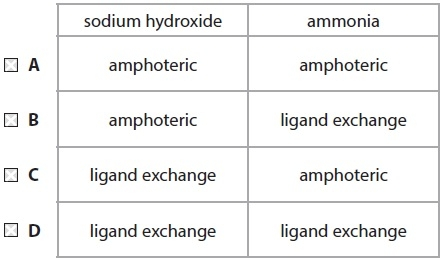 sodium hydroxide ammonia
A amphoteric amphoteric
B amphoteric ligand exchange
C ligand exchange amphoteric
D ligand exchange ligand exchange